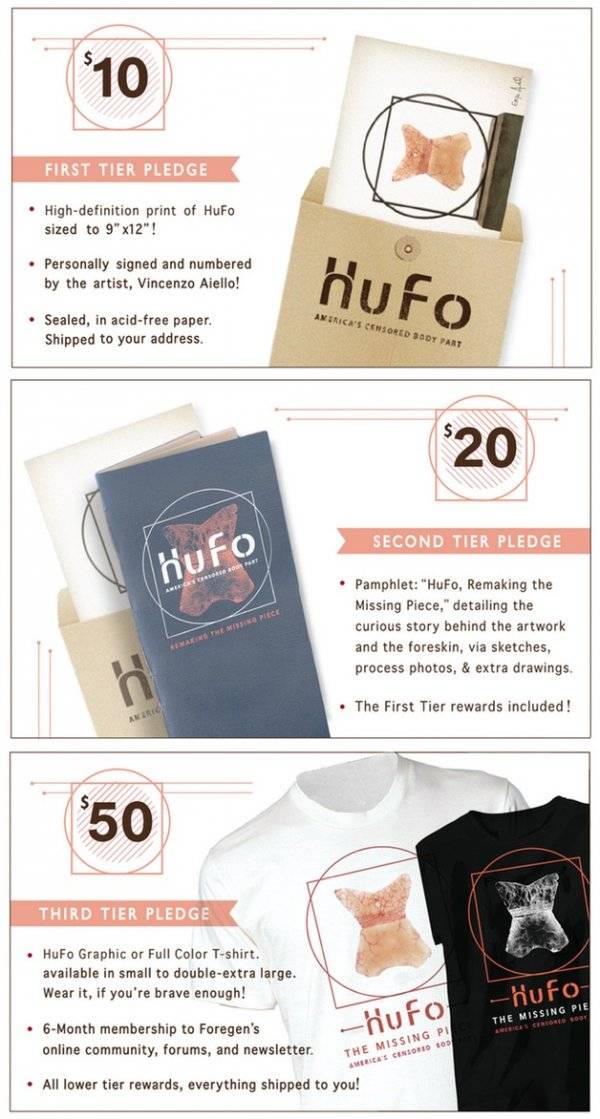 $10
FIRST TIER PLEDGE
• High-definition print of HuFo
sized to 9"x12"!
• Personally signed and numbered
by the artist, Vincenzo Aiello!
• Sealed, in acid-free paper.
Shipped to your address.
HuFo
AMERICA'S CENSORED BODY PART
$20
SECOND TIER PLEDGE
• Pamphlet: "HuFo, Remaking the
Missing Piece," detailing the
curious story behind the artwork
and the foreskin, via sketches,
process photos, & extra drawings.
• The First Tier rewards included!
HuFo
AMERICA'S CENSORED BODY PART
REMAKING THE MISSING PIECE
H
AMERIC
$50
THIRD TIER PLEDGE
• HuFo Graphic or Full Color T-shirt.
available in small to double-extra large.
Wear it, if you're brave enough!
• 6-Month membership to Foregen's
online community, forums, and newsletter.
• All lower tier rewards, everything shipped to you!
HuFo
THE MISSING PI
AMERICA'S CENSORED BODY
HuFo
THE MISSING PIE
AMERICA'S CENSORED BODY